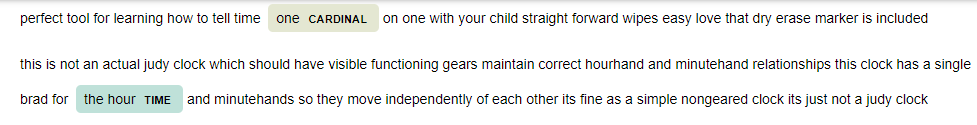 perfect tool for learning how to tell time one CARDINAL on one with your child straight forward wipes easy love that dry erase marker is included
this is not an actual judy clock which should have visible functioning gears maintain correct hourhand and minutehand relationships this clock has a single
brad for the hour TIME and minutehands so they move independently of each other its fine as a simple nongeared clock its just not a judy clock